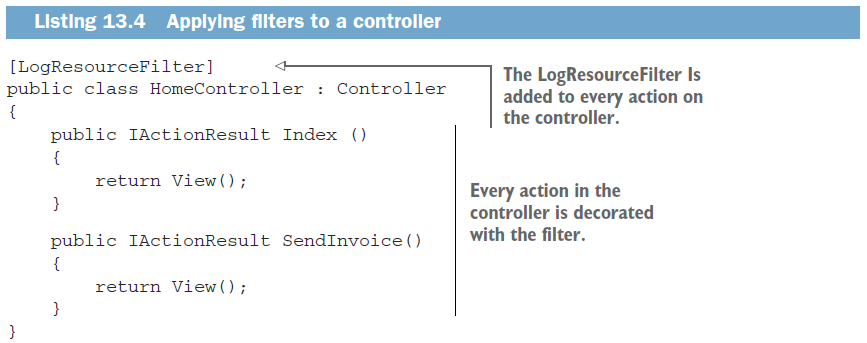 Listing 13.4 Applying filters to a controller
[LogResourceFilter]
public class HomeController : Controller
{
    public IActionResult Index ()
    {
        return View();
    }
    public IActionResult SendInvoice()
    {
        return View();
    }
}
The LogResourceFilter Is
added to every action on
the controller.
Every action in the
controller is decorated
with the filter.